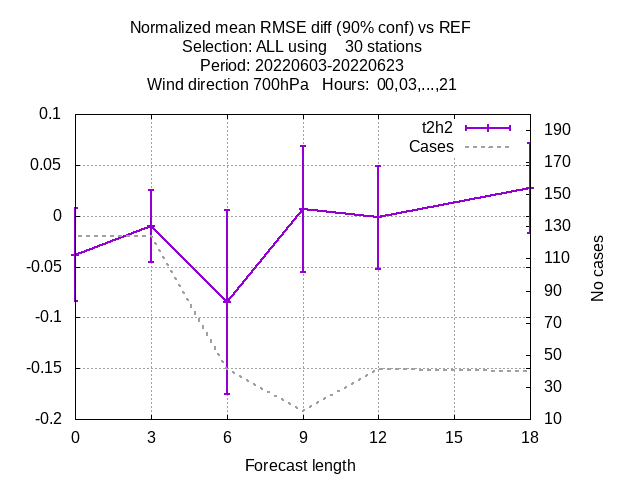 Normalized mean RMSE diff (90% conf) vs REF
Selection: ALL using    30 stations
Period: 20220603-20220623
Wind direction 700hPa   Hours:  00,03,...,21
t2h2
Cases
0.1
0.05
0
-0.05
-0.1
-0.15
-0.2
190
170
150
130
110
90
70
50
30
10
No cases
0 3 6 9 12 15 18
Forecast length